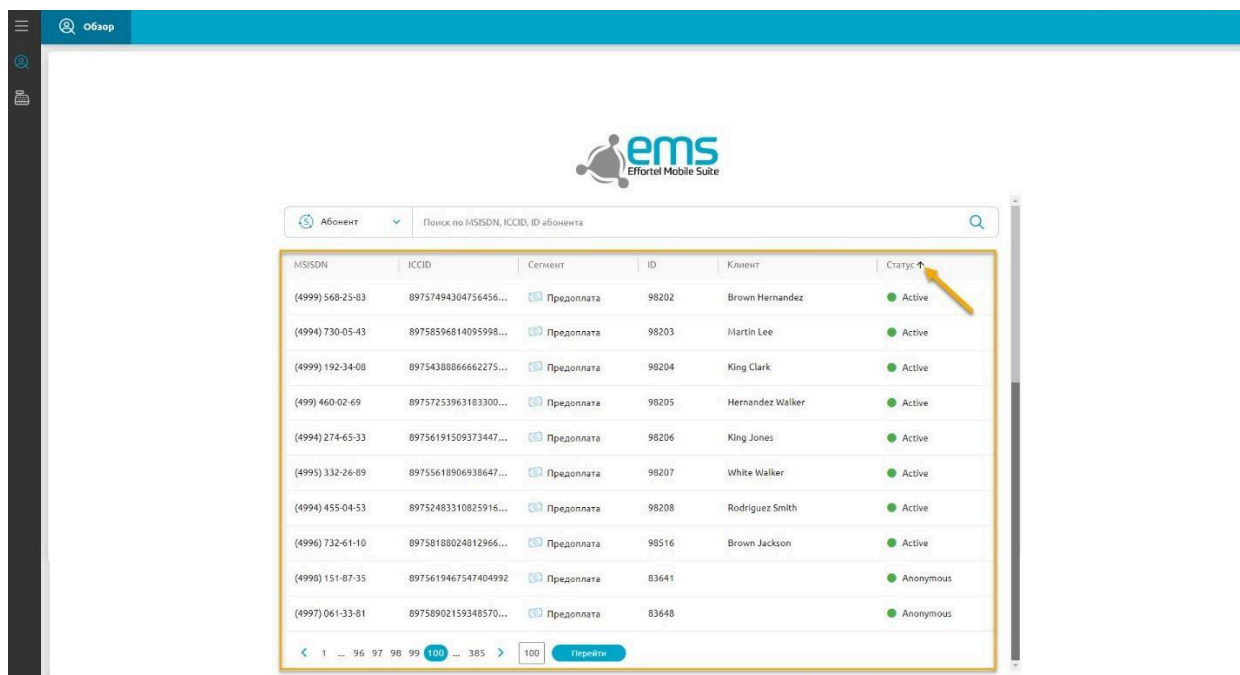 Обзор
ems
Effortel Mobile Suite
Абонент Поиск по MSISDN, ICCID, ID абонента
MSISDN ICCID Сегмент ID Клиент Статус
(4999) 568-25-83 89757494304756456... Предоплата 98202 Brown Hernandez Active
(4994) 730-05-43 89758596814095998... Предоплата 98203 Martin Lee Active
(4999) 192-34-08 89754388866662275... Предоплата 98204 King Clark Active
(499) 460-02-69 89757253963183300... Предоплата 98205 Hernandez Walker Active
(4994) 274-65-33 89756191509373447... Предоплата 98206 King Jones Active
(4995) 332-26-89 89755618906938647... Предоплата 98207 White Walker Active
(4994) 455-04-53 89752483310825916... Предоплата 98208 Rodriguez Smith Active
(4996) 732-61-10 89758188024812966... Предоплата 98516 Brown Jackson Active
(4998) 151-87-35 8975619467547404992 Предоплата 83641 Anonymous
(4997) 061-33-81 89758902159348570... Предоплата 83648 Anonymous
1 ... 96 97 98 99 100 ... 385 100 Перейти